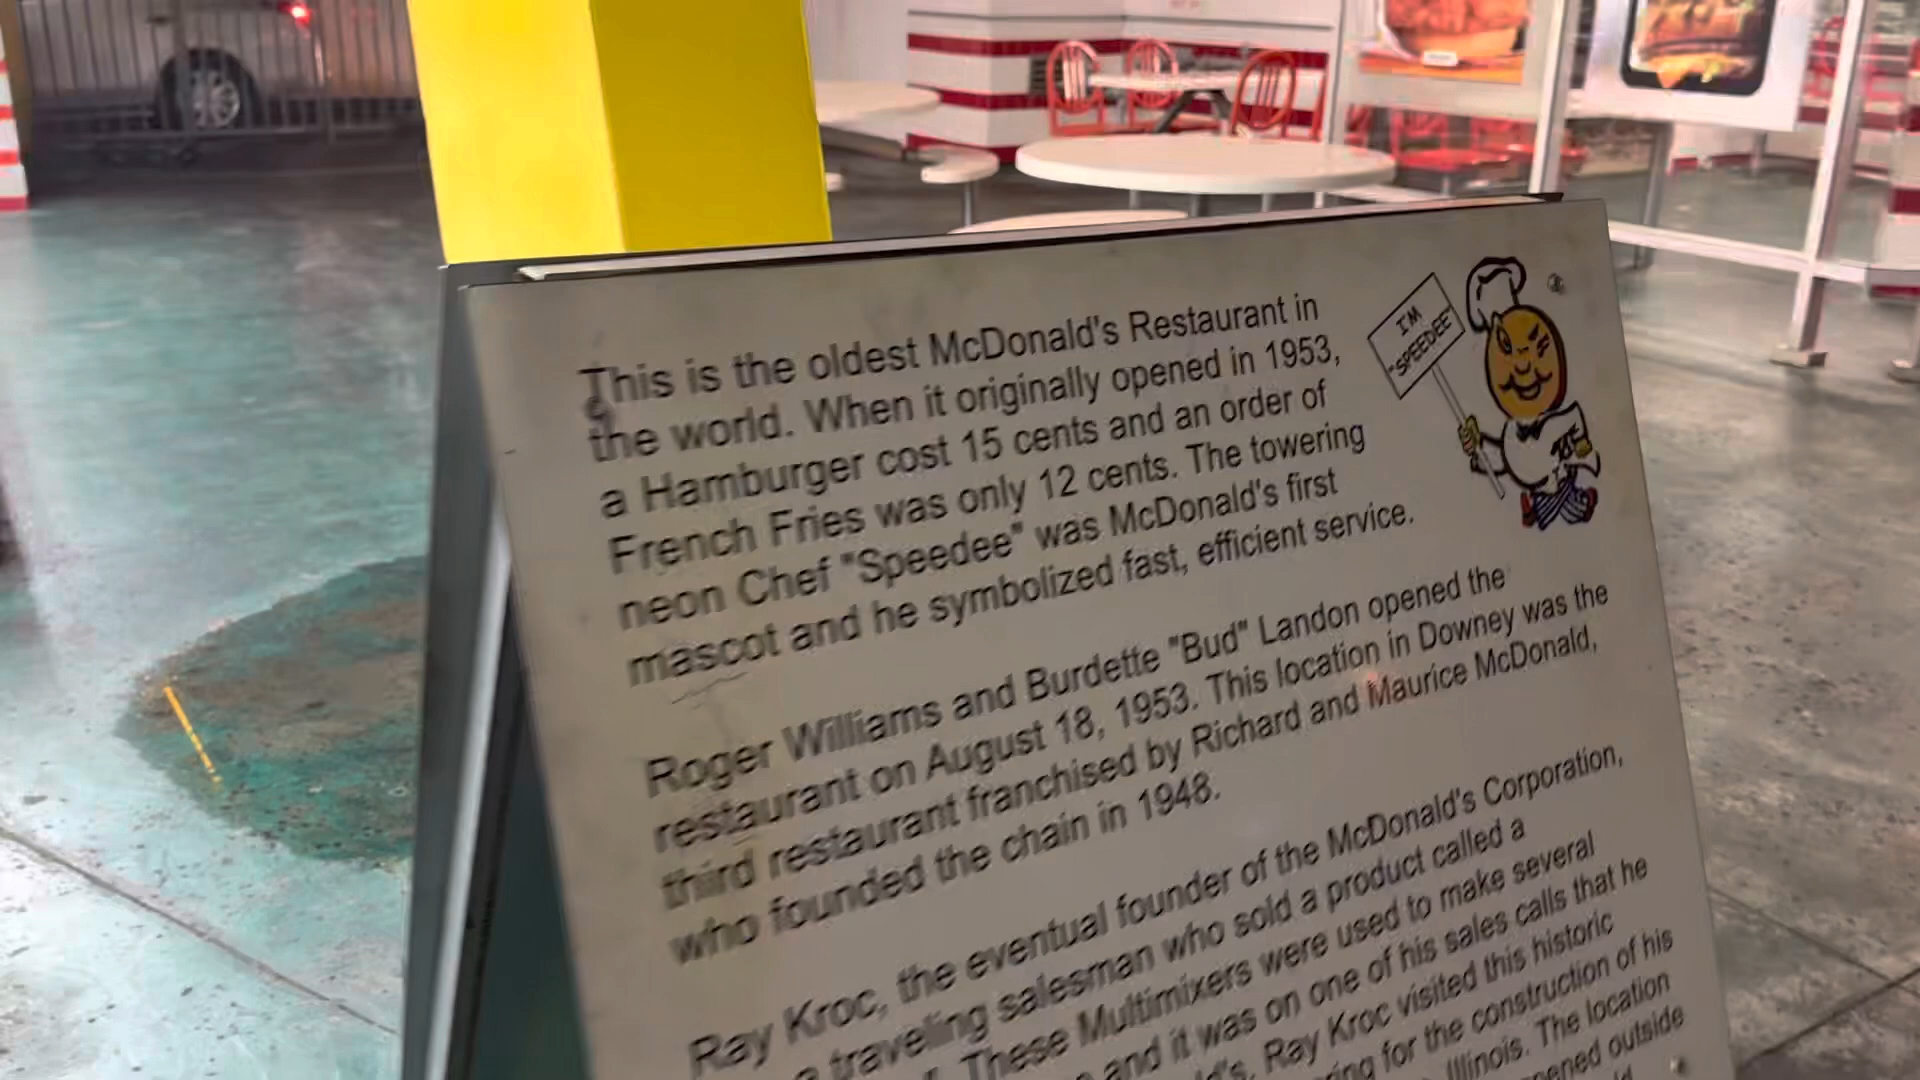 This is the oldest McDonald's Restaurant in
the world. When it originally opened in 1953,
a Hamburger cost 15 cents and an order of
French Fries was only 12 cents. The towering
neon Chef "Speedee" was McDonald's first
mascot and he symbolized fast, efficient service.
I'M
"SPEEDEE"
Roger Williams and Burdette "Bud" Landon opened the
restaurant on August 18, 1953. This location in Downey was the
third restaurant franchised by Richard and Maurice McDonald,
who founded the chain in 1948.
Ray Kroc, the eventual founder of the McDonald's Corporation,
a traveling salesman who sold a product called a
These Multimixers were used to make several
and it was on one of his sales calls that he
Ray Kroc visited this historic
for the construction of his
Illinois. The location
outside